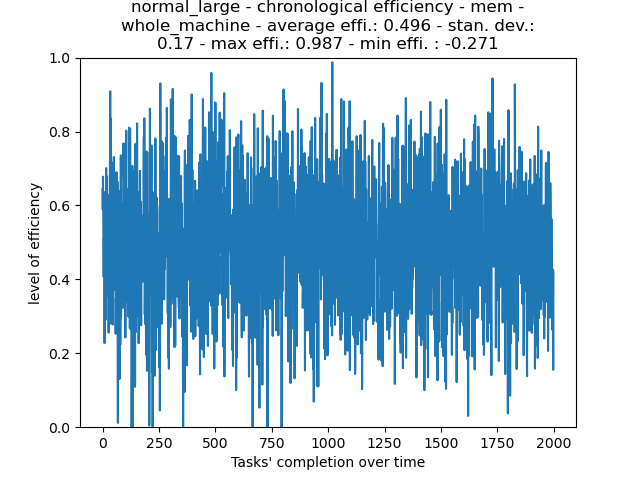 normal_large - chronological efficiency - mem -
whole_machine - average effi.: 0.496 - stan. dev.:
0.17 - max effi.: 0.987 - min effi. : -0.271
1.0
0.8
0.6
0.4
0.2
0.0
level of efficiency
0 250 500 750 1000 1250 1500 1750 2000
Tasks' completion over time